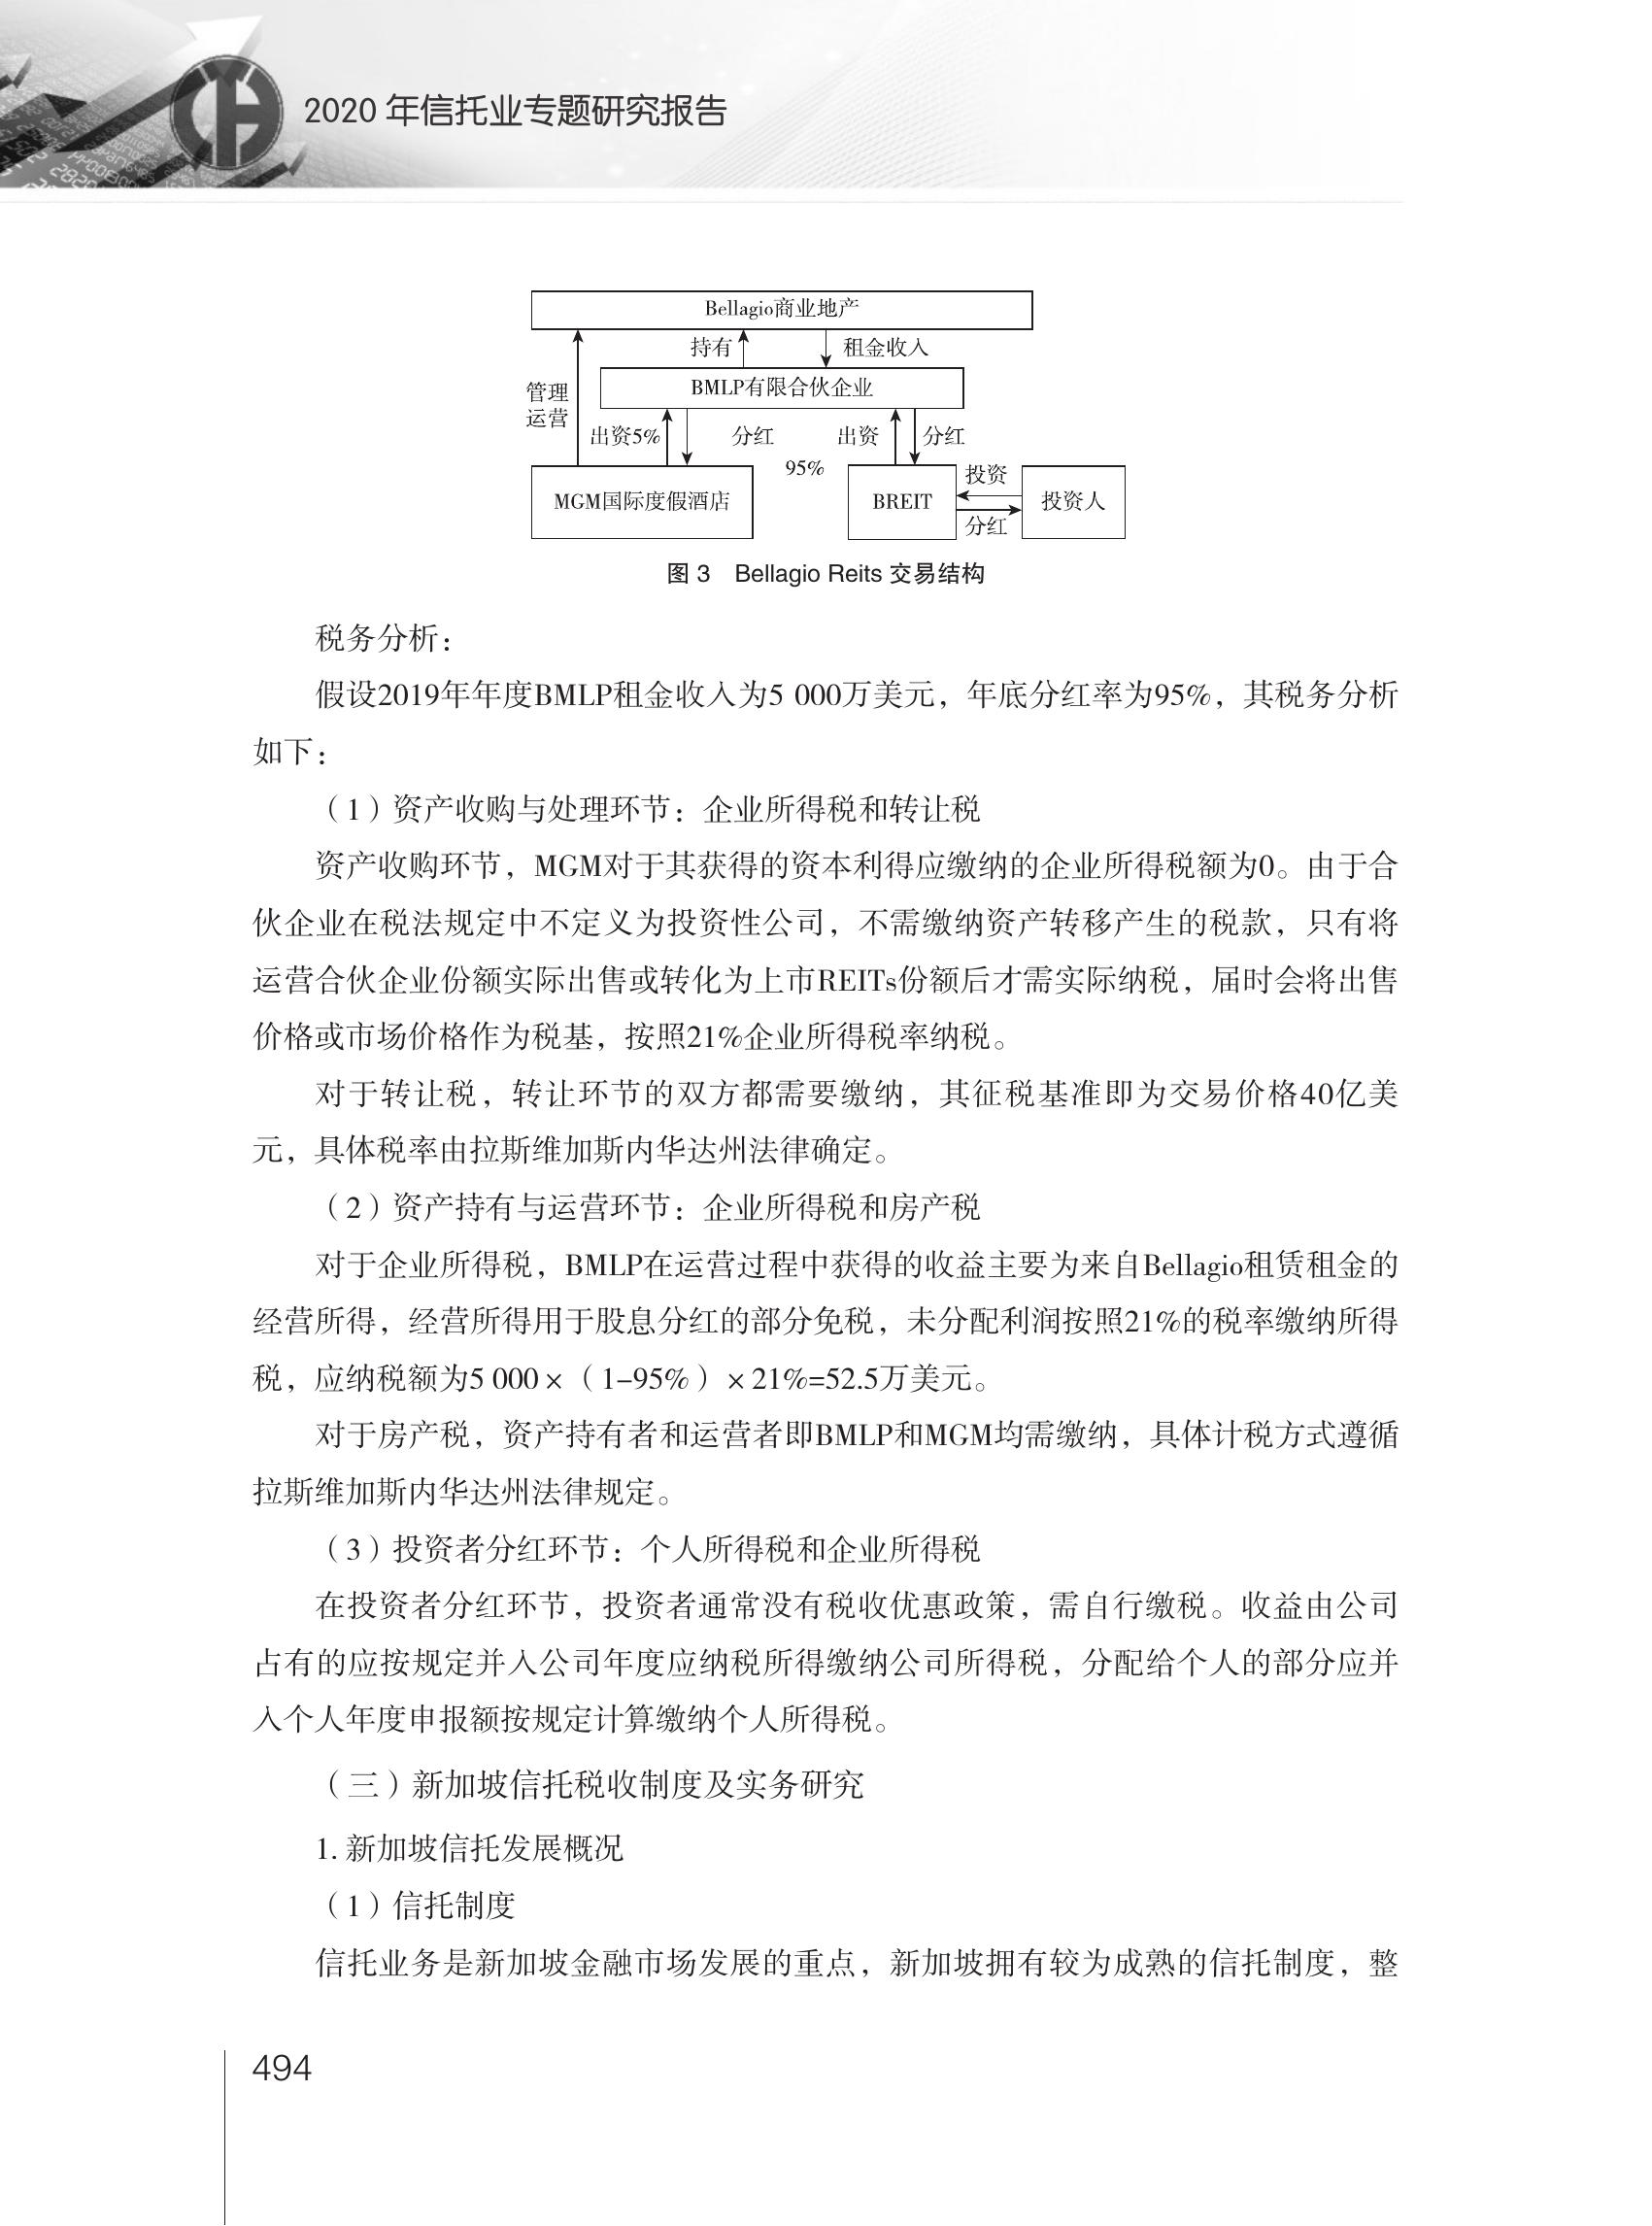 2020 年信托业专题研究报告
Bellagio商业地产
持有
租金收入
管理
运营
BMLP有限合伙企业
出资5%
分红
出资
分红
95%
投资
MGM国际度假酒店
BREIT
投资人
分红
图 3 Bellagio Reits 交易结构
税务分析：
假设2019年年度BMLP租金收入为5 000万美元，年底分红率为95%，其税务分析
如下：
（1）资产收购与处理环节：企业所得税和转让税
资产收购环节，MGM对于其获得的资本利得应缴纳的企业所得税额为0。由于合
伙企业在税法规定中不定义为投资性公司，不需缴纳资产转移产生的税款，只有将
运营合伙企业份额实际出售或转化为上市REITs份额后才需实际纳税，届时会将出售
价格或市场价格作为税基，按照21%企业所得税率纳税。
对于转让税，转让环节的双方都需要缴纳，其征税基准即为交易价格40亿美
元，具体税率由拉斯维加斯内华达州法律确定。
（2）资产持有与运营环节：企业所得税和房产税
对于企业所得税，BMLP在运营过程中获得的收益主要为来自Bellagio租赁租金的
经营所得，经营所得用于股息分红的部分免税，未分配利润按照21%的税率缴纳所得
税，应纳税额为5 000×（1-95%）×21%=52.5万美元。
对于房产税，资产持有者和运营者即BMLP和MGM均需缴纳，具体计税方式遵循
拉斯维加斯内华达州法律规定。
（3）投资者分红环节：个人所得税和企业所得税
在投资者分红环节，投资者通常没有税收优惠政策，需自行缴税。收益由公司
占有的应按规定并入公司年度应纳税所得缴纳公司所得税，分配给个人的部分应并
入个人年度申报额按规定计算缴纳个人所得税。
（三）新加坡信托税收制度及实务研究
1. 新加坡信托发展概况
（1）信托制度
信托业务是新加坡金融市场发展的重点，新加坡拥有较为成熟的信托制度，整
494